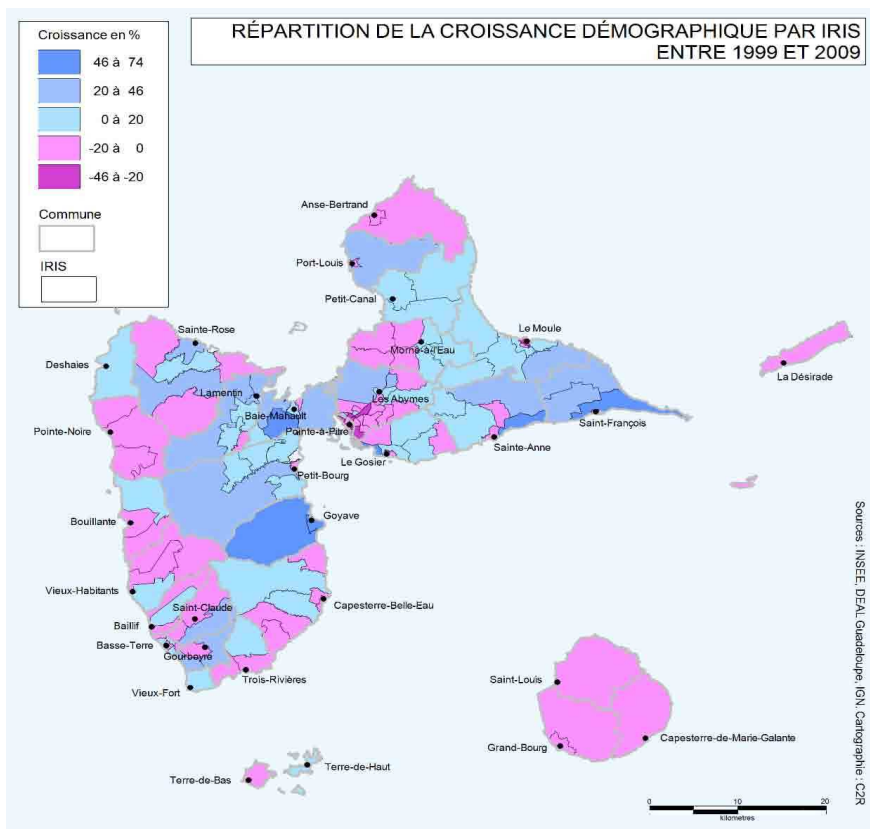 RÉPARTITION DE LA CROISSANCE DÉMOGRAPHIQUE PAR IRIS
ENTRE 1999 ET 2009
Croissance en %
46 à 74
20 à 46
0 à 20
-20 à 0
-46 à -20
Commune
IRIS
Anse-Bertrand
Port-Louis
Petit-Canal
Sainte-Rose
Le Moule
Morne-à-l'Eau
Deshaies
La Désirade
Lamentin
Les Abymes
Baie-Mahault
Saint-François
Pointe-Noire
Pointe-à-Pitre
Sainte-Anne
Le Gosier
Petit-Bourg
Goyave
Bouillante
Vieux-Habitants
Saint-Claude
Capesterre-Belle-Eau
Baillif
Basse-Terre
Gourbeyre
Trois-Rivières
Vieux-Fort
Saint-Louis
Capesterre-de-Marie-Galante
Grand-Bourg
Terre-de-Haut
Terre-de-Bas
0 10 20
kilometres
Sources : INSEE, DEAL Guadeloupe, IGN. Cartographie : C2R